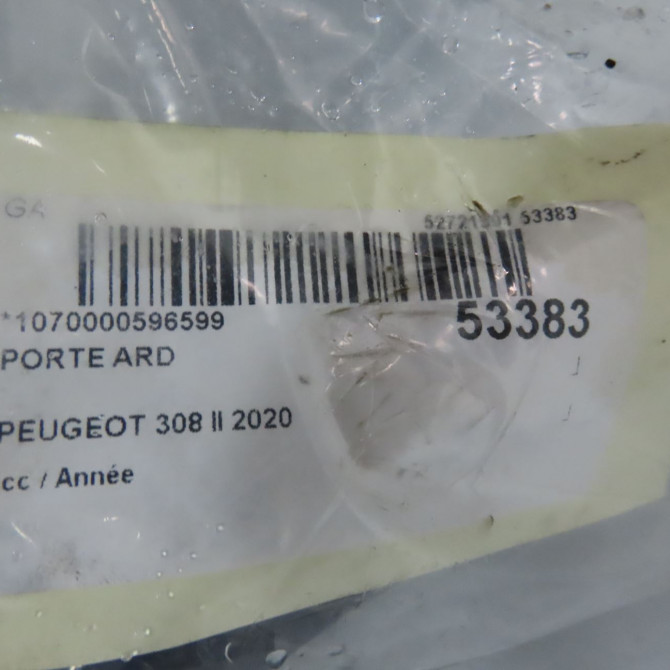 GA
53383
*1070000596599
53383
PORTE ARD
PEUGEOT 308 II 2020
cc / Année